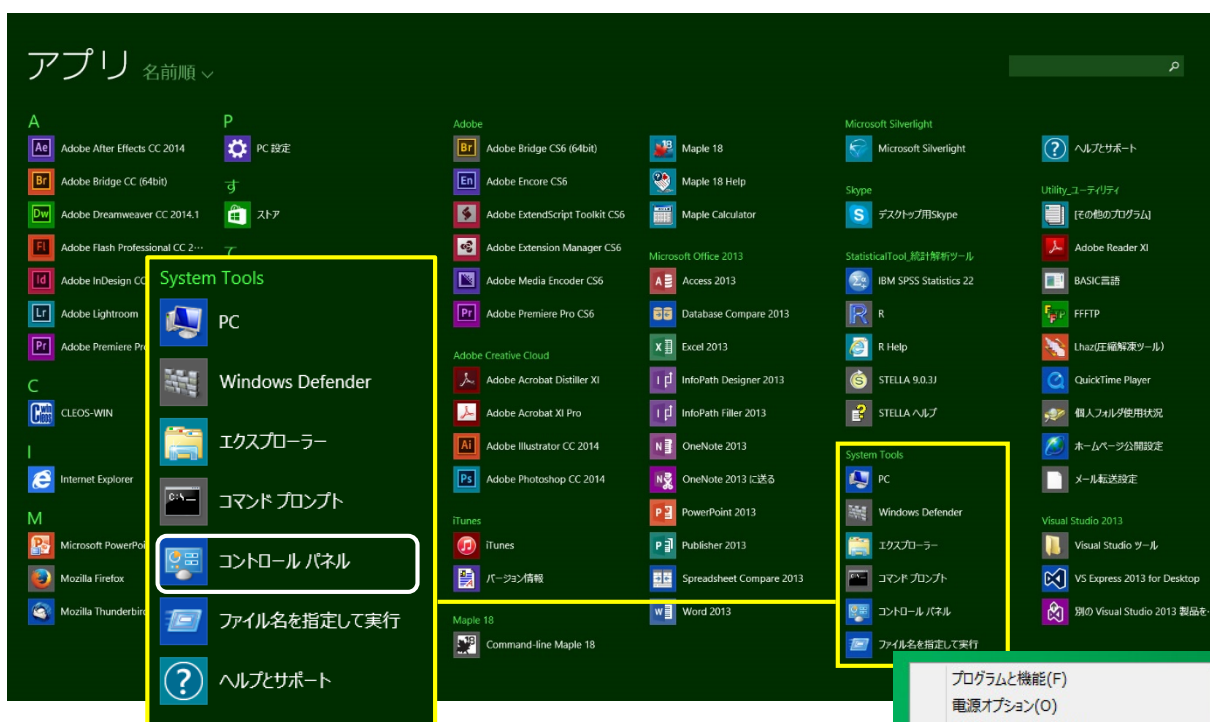 アプリ 名前順
A
Adobe After Effects CC 2014
Adobe Bridge CC (64bit)
Adobe Dreamweaver CC 2014.1
Adobe Flash Professional CC 2…
Adobe InDesign CC
Adobe Lightroom
Adobe Premiere Pr
C
CLEOS-WIN
I
Internet Explorer
M
Microsoft PowerPoi
Mozilla Firefox
Mozilla Thunderbird
P
PC 設定
す
ストア
て
System Tools
PC
Windows Defender
エクスプローラー
コマンド プロンプト
コントロール パネル
ファイル名を指定して実行
ヘルプとサポート
Adobe
Adobe Bridge CS6 (64bit)
Adobe Encore CS6
Adobe ExtendScript Toolkit CS6
Adobe Extension Manager CS6
Adobe Media Encoder CS6
Adobe Premiere Pro CS6
Adobe Creative Cloud
Adobe Acrobat Distiller XI
Adobe Acrobat XI Pro
Adobe Illustrator CC 2014
Adobe Photoshop CC 2014
iTunes
iTunes
バージョン情報
Maple 18
Command-line Maple 18
Maple 18
Maple 18 Help
Maple Calculator
Microsoft Office 2013
Access 2013
Database Compare 2013
Excel 2013
InfoPath Designer 2013
InfoPath Filler 2013
OneNote 2013
OneNote 2013 に送る
PowerPoint 2013
Publisher 2013
Spreadsheet Compare 2013
Word 2013
Microsoft Silverlight
Microsoft Silverlight
Skype
デスクトップ用Skype
StatisticalTool_統計解析ツール
IBM SPSS Statistics 22
R
R Help
STELLA 9.0.3J
STELLA ヘルプ
System Tools
PC
Windows Defender
エクスプローラー
コマンド プロンプト
コントロール パネル
ファイル名を指定して実行
ヘルプとサポート
Utility_ユーティリティ
[その他のプログラム]
Adobe Reader XI
BASIC言語
FFFTP
Lhaz(圧縮解凍ツール)
QuickTime Player
個人フォルダ使用状況
ホームページ公開設定
メール転送設定
Visual Studio 2013
Visual Studio ツール
VS Express 2013 for Desktop
別の Visual Studio 2013 製品を
プログラムと機能(F)
電源オプション(O)